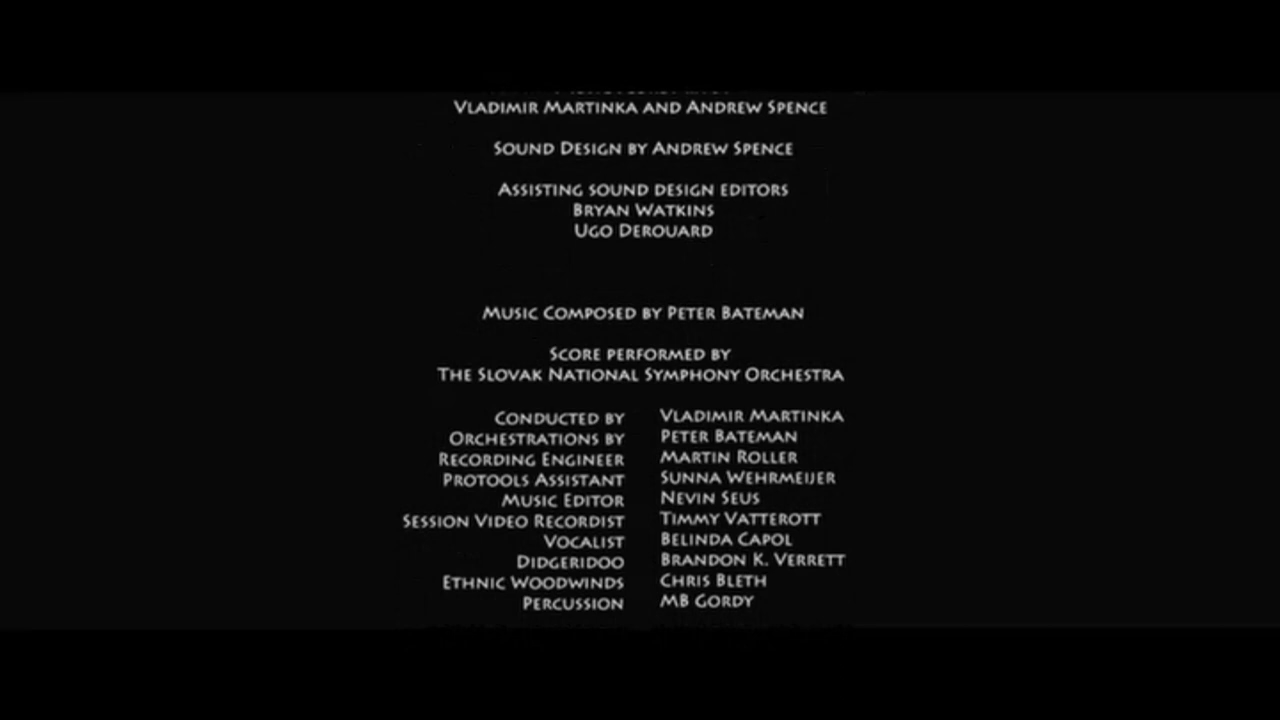 Vladimir Martinka and Andrew Spence
Sound Design by Andrew Spence
Assisting sound design editors
Bryan Watkins
Ugo Derouard
Music Composed by Peter Bateman
Score performed by
The Slovak National Symphony Orchestra
Conducted by Vladimir Martinka
Orchestrations by Peter Bateman
Recording Engineer Martin Roller
Protools Assistant Sunna Wehrmeijer
Music Editor Nevin Seus
Session Video Recordist Timmy Vatterott
Vocalist Belinda Capol
Didgeridoo Brandon K. Verrett
Ethnic Woodwinds Chris Bleth
Percussion MB Gordy